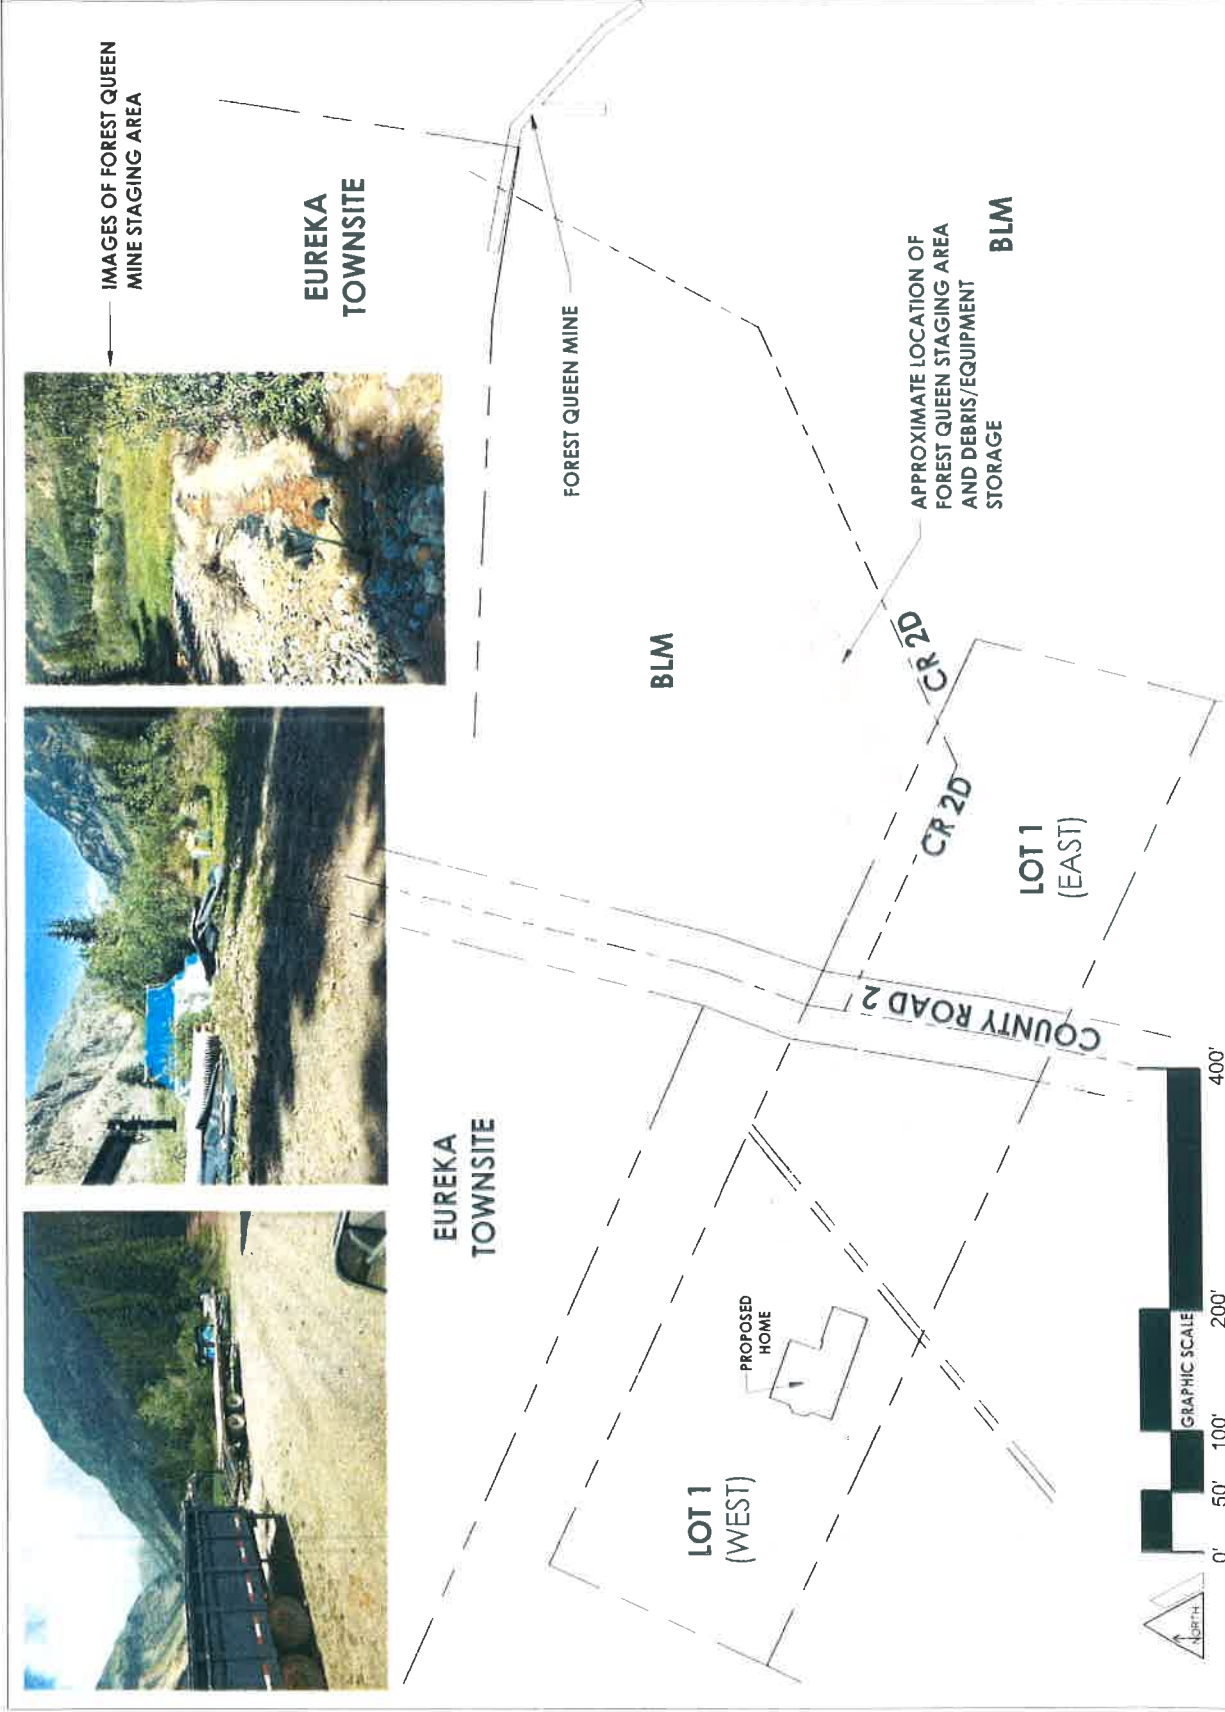 IMAGES OF FOREST QUEEN
MINE STAGING AREA
EUREKA
TOWNSITE
FOREST QUEEN MINE
BLM
APPROXIMATE LOCATION OF
FOREST QUEEN STAGING AREA
AND DEBRIS/EQUIPMENT
STORAGE
BLM
CR 2D
CR 2D
LOT 1
(EAST)
COUNTY ROAD 2
EUREKA
TOWNSITE
PROPOSED
HOME
LOT 1
(WEST)
NORTH
GRAPHIC SCALE
0' 50' 100' 200' 400'